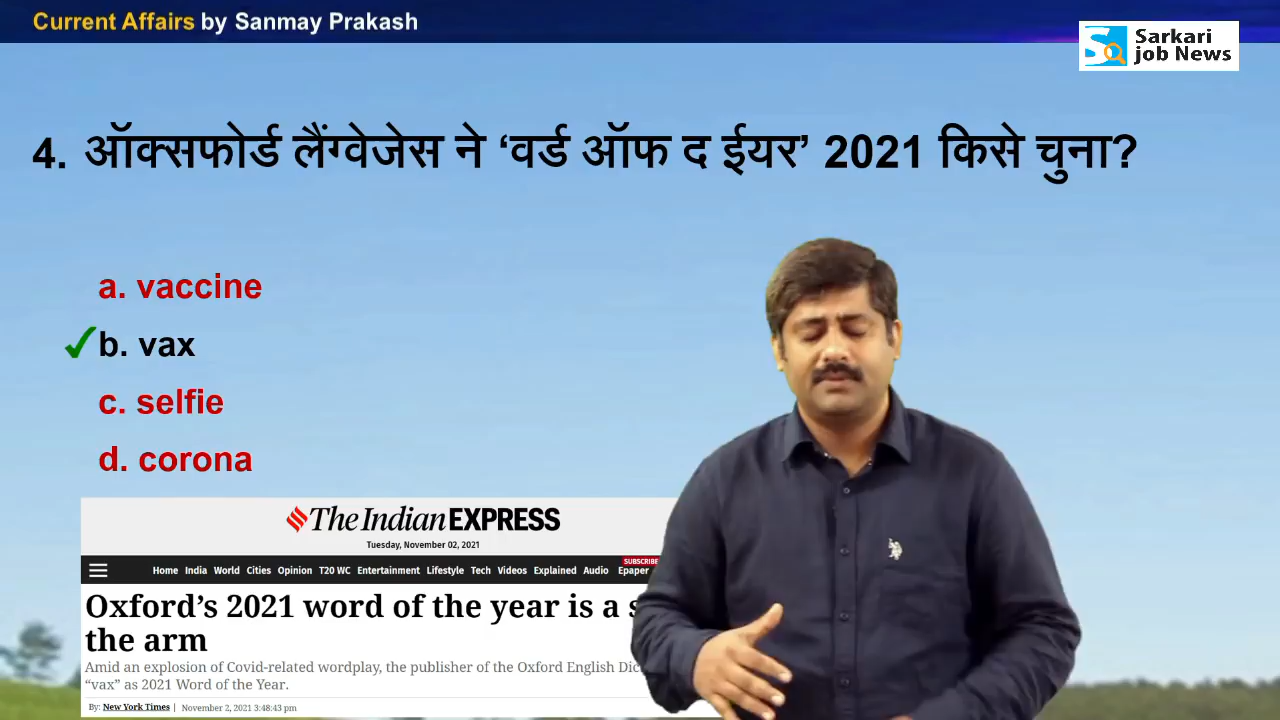 Current Affairs by Sanmay Prakash
Sarkari
job News
4. ऑक्सफोर्ड लैंग्वेजेस ने ‘वर्ड ऑफ द ईयर’ 2021 किसे चुना?
a. vaccine
b. vax
c. selfie
d. corona
The Indian EXPRESS
Tuesday, November 02, 2021
Home India World Cities Opinion T20 WC Entertainment Lifestyle Tech Videos Explained Audio Epaper
SUBSCRIBE
Oxford’s 2021 word of the year is a s
the arm
Amid an explosion of Covid-related wordplay, the publisher of the Oxford English Dic
“vax” as 2021 Word of the Year.
By: New York Times | November 2, 2021 3:48:43 pm